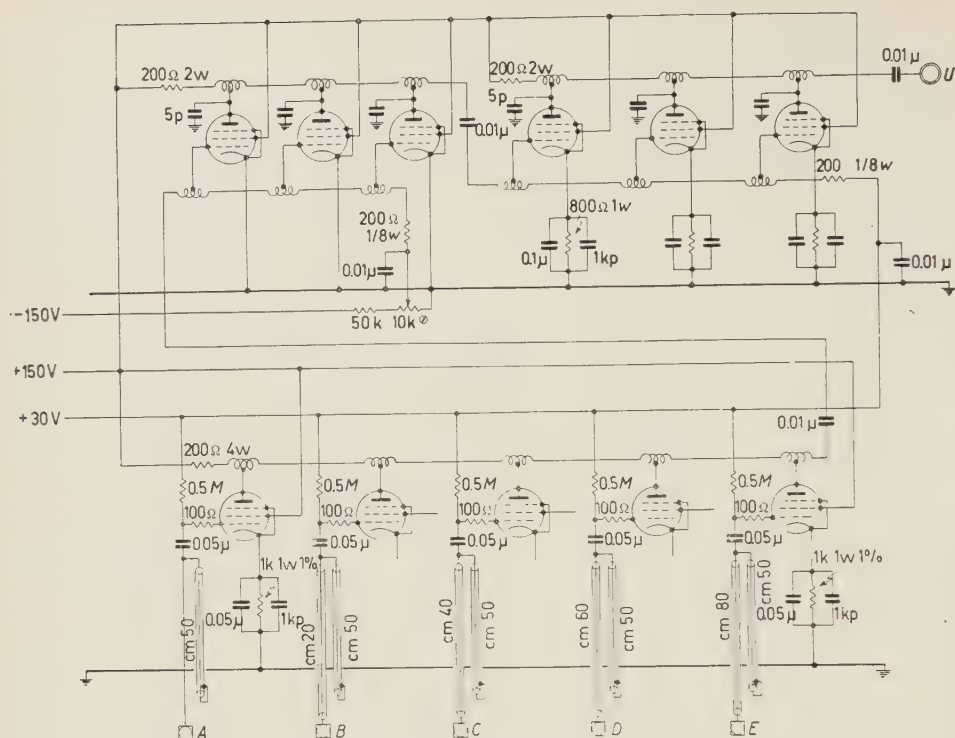 0.01 µ
U
200Ω 2w
200Ω 2w
5p
5p
0.01µ
200 1/8w
200Ω
1/8w
800Ω 1w
0.01µ
0.1µ
1kp
0.01 µ
-150V
50k
10k
+150V
+30V
0.01 µ
200Ω 4w
0.5M
0.5M
0.5M
0.5M
0.5M
100Ω
100Ω
100Ω
100Ω
100Ω
0.05µ
0.05µ
0.05µ
0.05µ
0.05µ
1k 1w 1%
1k 1w 1%
0.05µ
1kp
0.05µ
1kp
cm 50
cm 20
cm 50
cm 40
cm 50
cm 60
cm 50
cm 80
cm 50
A
B
C
D
E